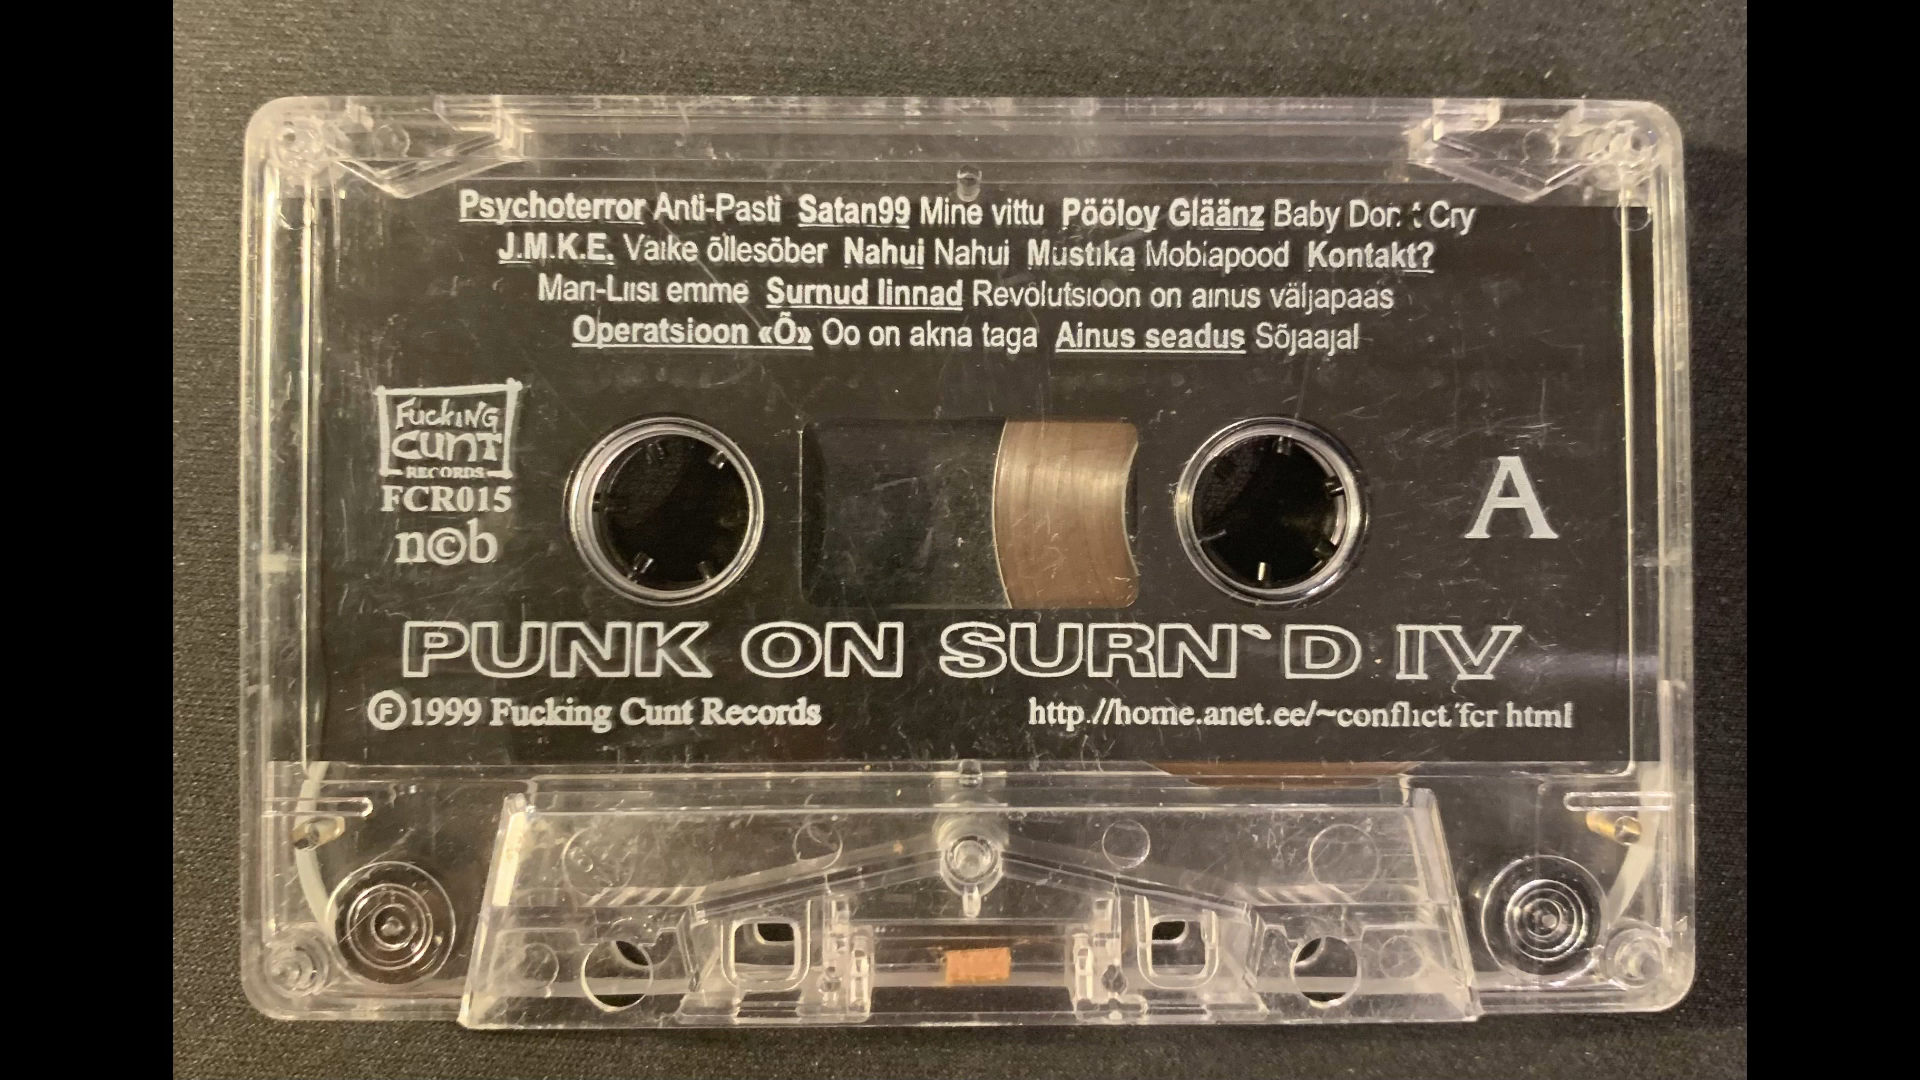 Psychoterror Anti-Pasti Satan99 Mine vittu Pööloy Gläänz Baby Don't Cry
J.M.K.E. Väike õllesõber Nahui Nahui Mustika Mobiapood Kontakt?
Mari-Liisi emme Surnud linnad Revolutsioon on ainus väljapääs
Operatsioon «Õ» Öö on akna taga Ainus seadus Sõjaajal
Fucking
Cunt
RECORDS
FCR015
n©b
A
PUNK ON SURN`D IV
Ⓕ1999 Fucking Cunt Records
http://home.anet.ee/~conflict/fcr.html